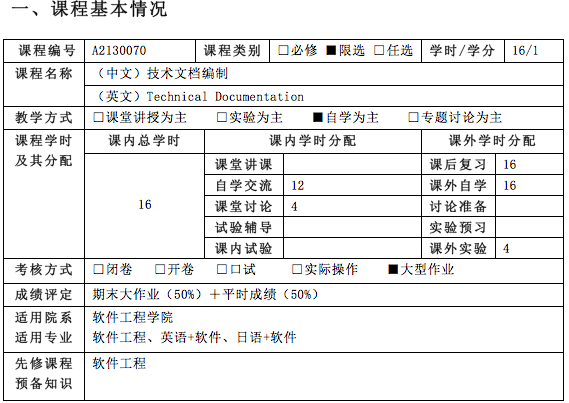 一、课程基本情况
课程编号 A2130070 课程类别 □必修 ■限选 □任选 学时/学分 16/1
课程名称 （中文）技术文档编制
（英文）Technical Documentation
教学方式 □课堂讲授为主 □实验为主 ■自学为主 □专题讨论为主
课程学时及其分配 课内总学时 课内学时分配 课外学时分配
16 课堂讲课 课后复习 16
自学交流 12 课外自学 16
课堂讨论 4 讨论准备
试验辅导 实验预习
课内试验 课外实验 4
考核方式 □闭卷 □开卷 □口试 □实际操作 ■大型作业
成绩评定 期末大作业（50%）＋平时成绩（50%）
适用院系 软件工程学院
适用专业 软件工程、英语+软件、日语+软件
先修课程 软件工程
预备知识